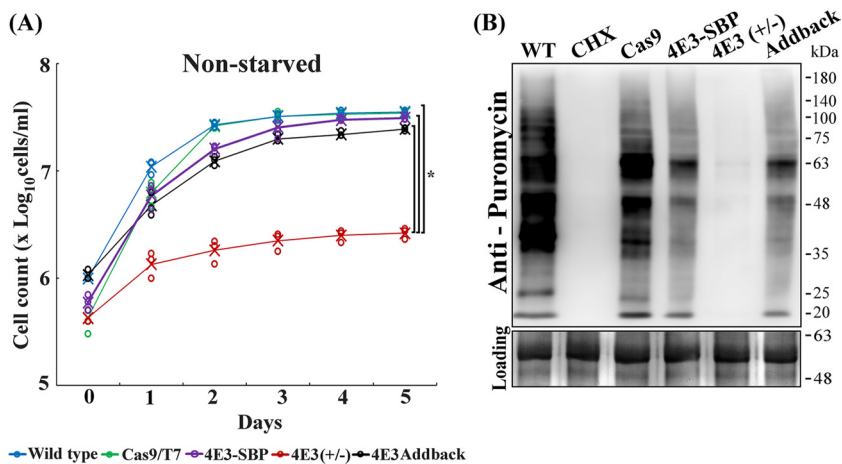 (A)
Non-starved
Cell count (x Log10cells/ml)
8
7
6
5
0 1 2 3 4 5
Days
*
Wild type Cas9/T7 4E3-SBP 4E3(+/-) 4E3Addback
(B)
WT CHX Cas9 4E3-SBP 4E3 (+/-) Addback
kDa
Anti - Puromycin
-180
-140
-100
-75
-63
-48
-35
-25
-20
Loading
-63
-48